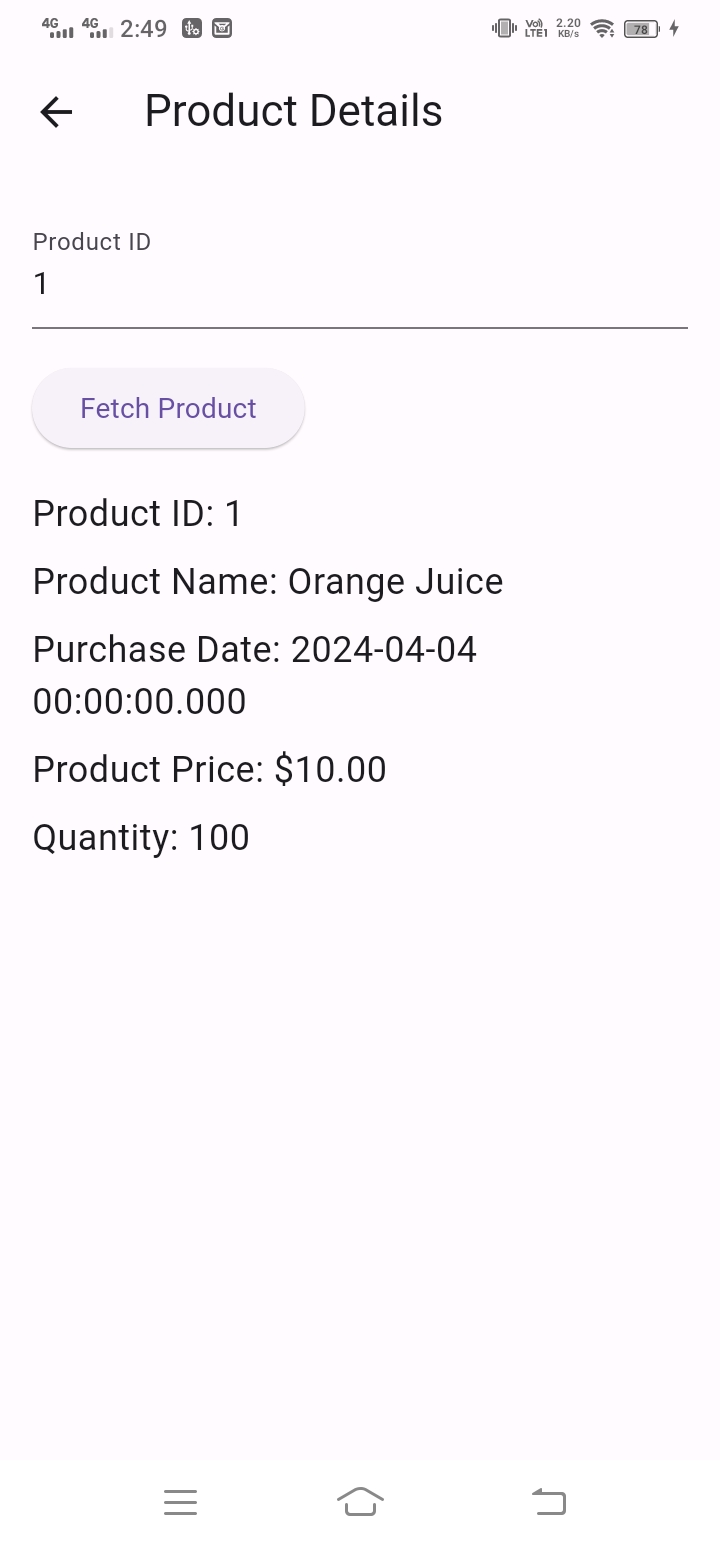 4G 4G 2:49 Vo) LTE1 2.20 KB/s 78
Product Details
Product ID
1
Fetch Product
Product ID: 1
Product Name: Orange Juice
Purchase Date: 2024-04-04
00:00:00.000
Product Price: $10.00
Quantity: 100